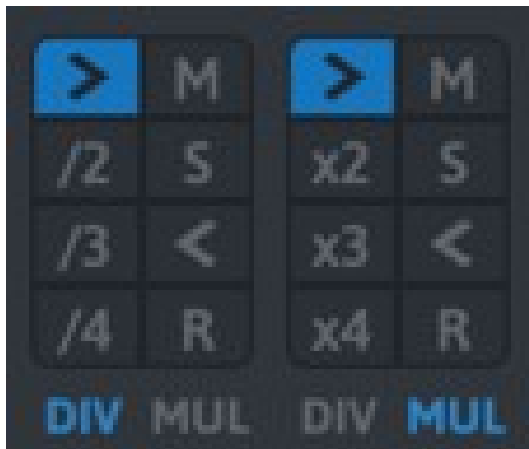 > M > M
/2 S x2 S
/3 < x3 <
/4 R x4 R
DIV MUL DIV MUL